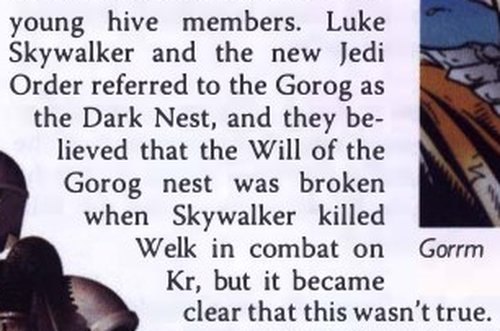 young hive members. Luke
Skywalker and the new Jedi
Order referred to the Gorog as
the Dark Nest, and they be-
lieved that the Will of the
Gorog nest was broken
when Skywalker killed
Welk in combat on
Kr, but it became
clear that this wasn't true.
Gorrm